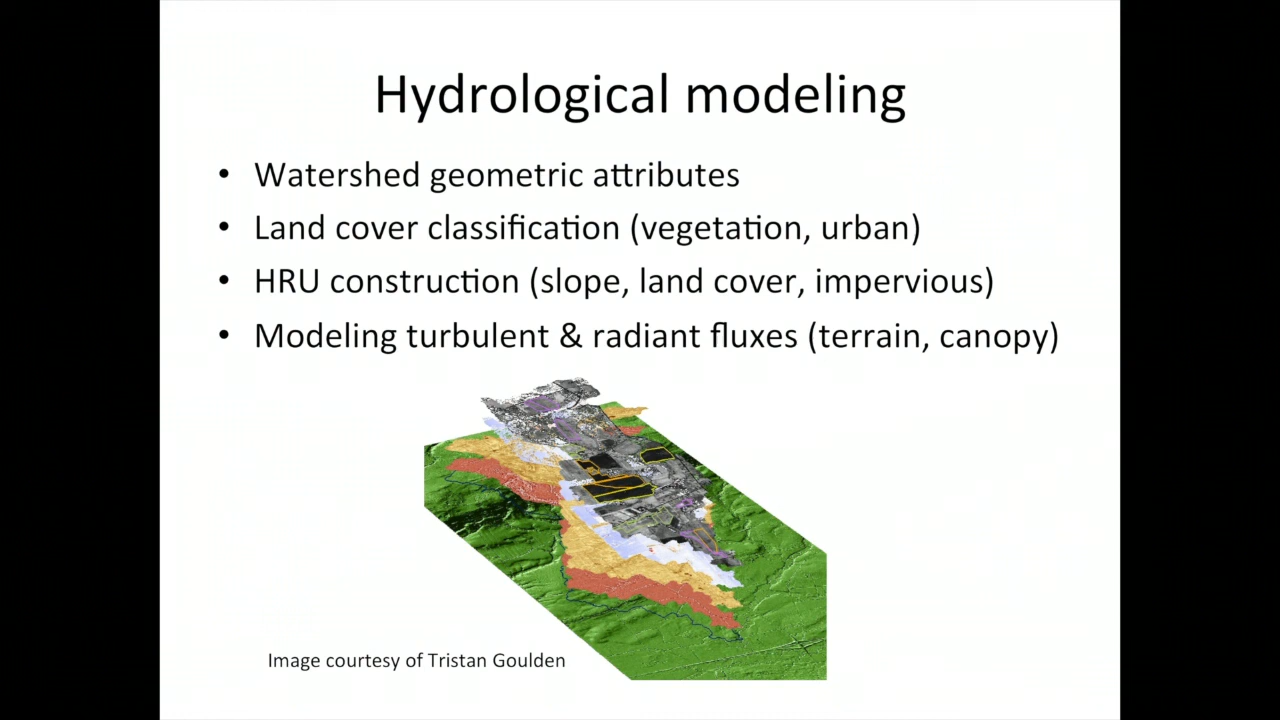 Hydrological modeling
• Watershed geometric attributes
• Land cover classification (vegetation, urban)
• HRU construction (slope, land cover, impervious)
• Modeling turbulent & radiant fluxes (terrain, canopy)
Image courtesy of Tristan Goulden